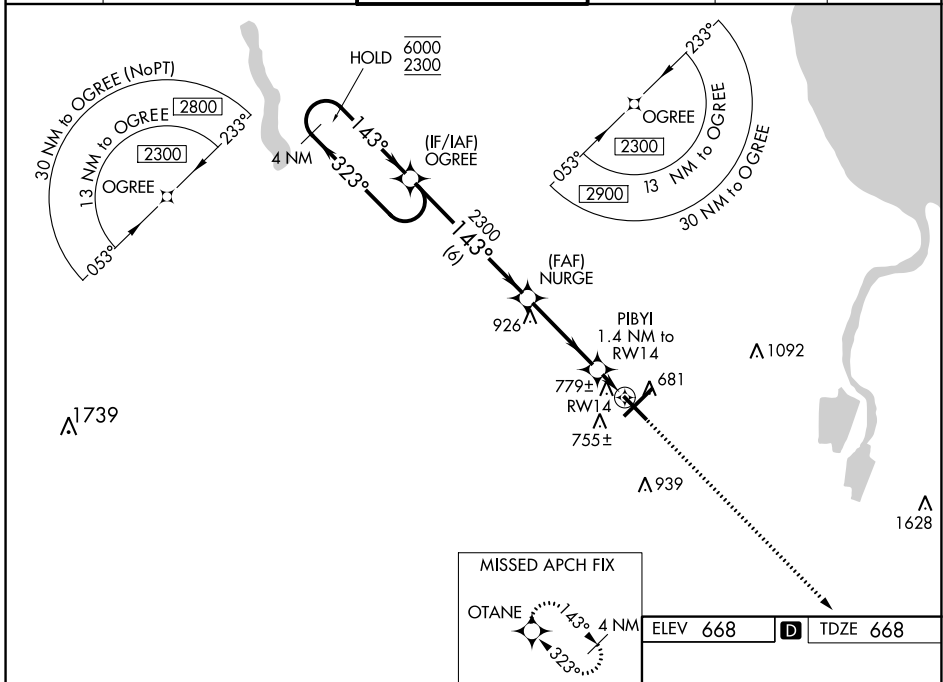 30 NM to OGREE (NoPT)
2800
13 NM to OGREE
2300
233°
OGREE
053°
HOLD 6000
2300
4 NM
143°
323°
(IF/IAF)
OGREE
2300
143°
(6)
(FAF)
NURGE
926
PIBYI
1.4 NM to
RW14
779±
681
RW14
755±
1092
939
1739
1628
233°
OGREE
2300
13 NM to OGREE
053°
2900
30 NM to OGREE
MISSED APCH FIX
OTANE
143°
4 NM
323°
ELEV 668 D TDZE 668